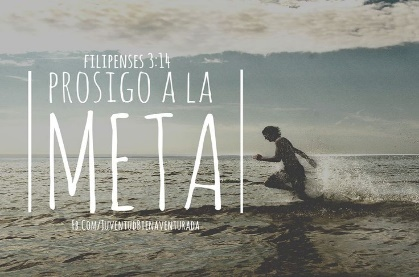 FILIPENSES 3:14
PROSIGO A LA
META
FB.COM/JUVENTUDBIENAVENTURADA